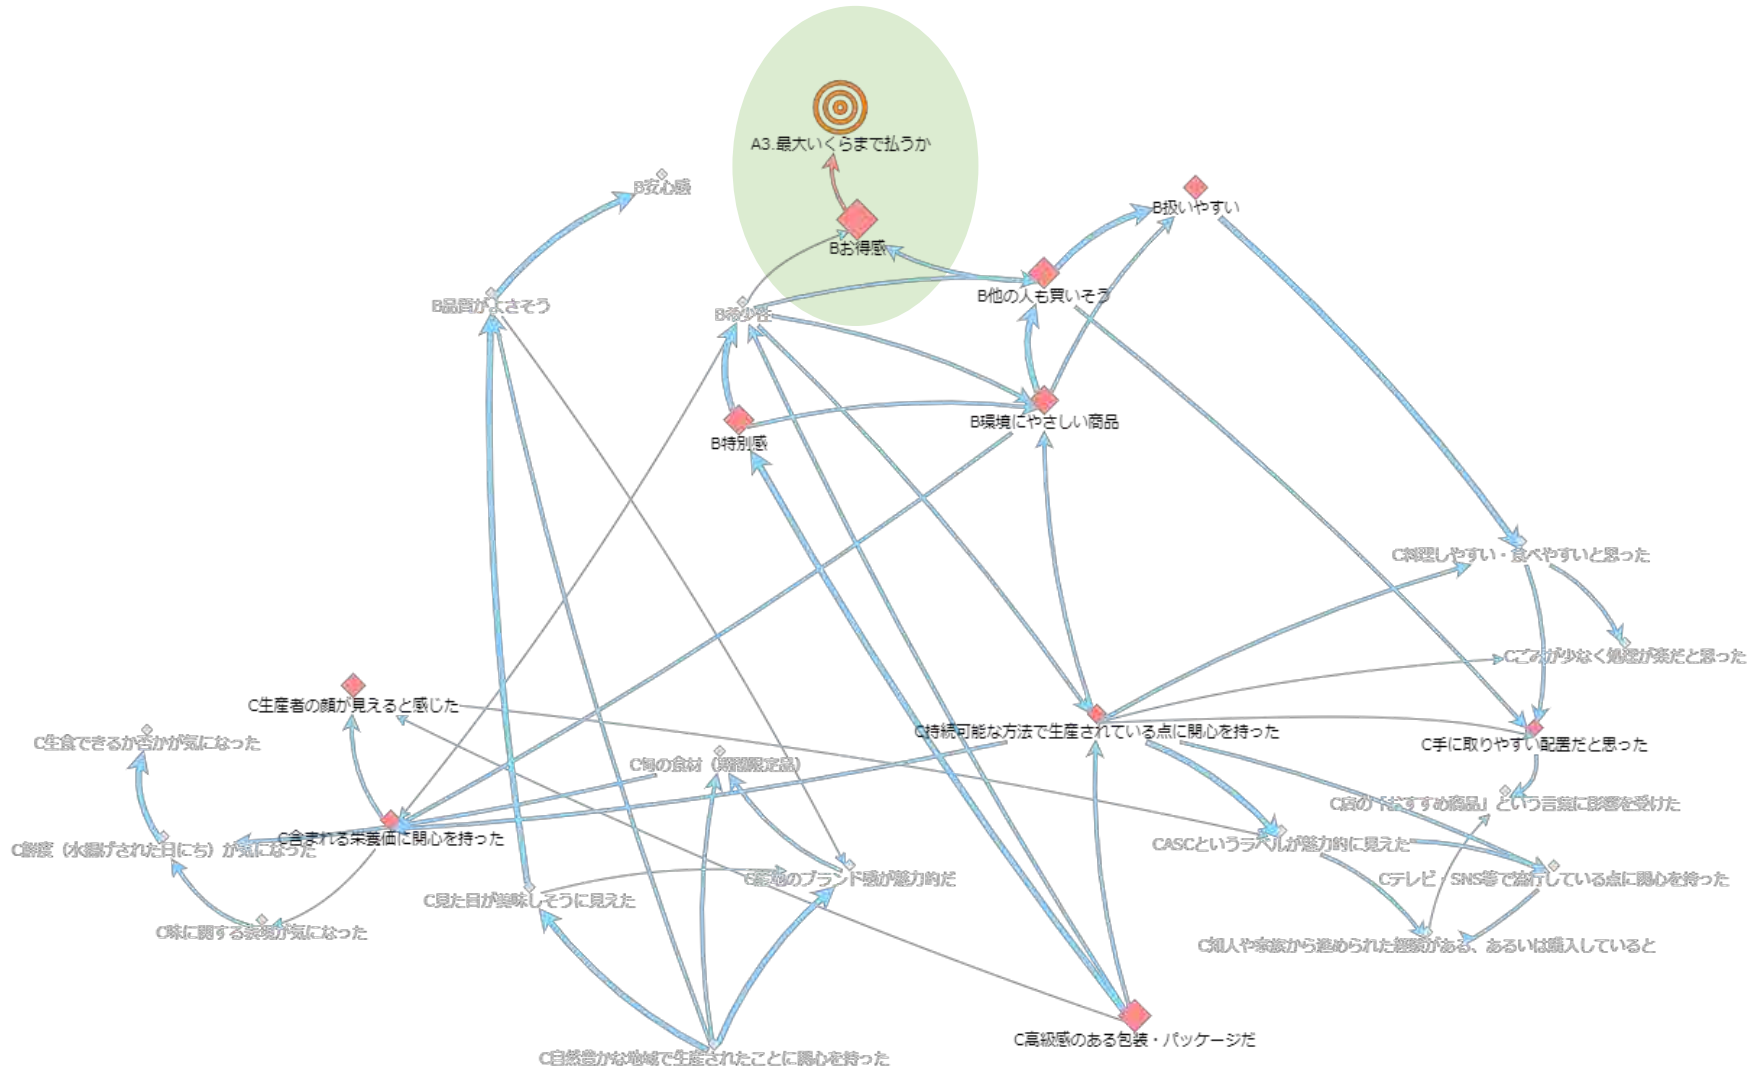 A3.最大いくらまで払うか
B安心感
B扱いやすい
Bお得感
B他の人も買いそう
B品質がよさそう
B希少性
B環境にやさしい商品
B特別感
C料理しやすい・食べやすいと思った
Cごみが少なく処理が楽だと思った
C生産者の顔が見えると感じた
C持続可能な方法で生産されている点に関心を持った
C生食できるか否かが気になった
C手に取りやすい配置だと思った
C旬の食材（期間限定品）
C店の「おすすめ商品」という言葉に影響を受けた
C含まれる栄養価に関心を持った
CASCというラベルが魅力的に見えた
C鮮度（水揚げされた日にち）が気になった
C産地のブランド感が魅力的だ
Cテレビ・SNS等で流行している点に関心を持った
C見た目が美味しそうに見えた
C味に関する表現が気になった
C知人や家族から進められた経験がある、あるいは購入していると
C高級感のある包装・パッケージだ
C自然豊かな地域で生産されたことに関心を持った